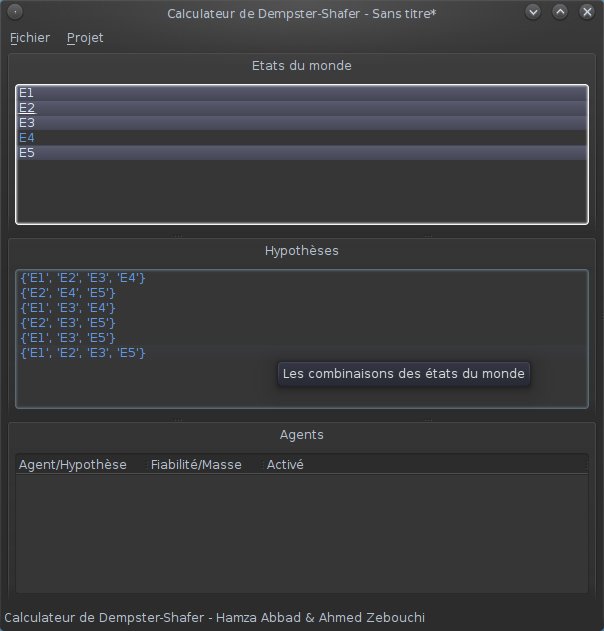 Calculateur de Dempster-Shafer - Sans titre*
Fichier Projet
Etats du monde
E1
E2
E3
E4
E5
Hypothèses
{'E1', 'E2', 'E3', 'E4'}
{'E2', 'E4', 'E5'}
{'E1', 'E3', 'E4'}
{'E2', 'E3', 'E5'}
{'E1', 'E3', 'E5'}
{'E1', 'E2', 'E3', 'E5'}
Les combinaisons des états du monde
Agents
Agent/Hypothèse Fiabilité/Masse Activé
Calculateur de Dempster-Shafer - Hamza Abbad & Ahmed Zebouchi